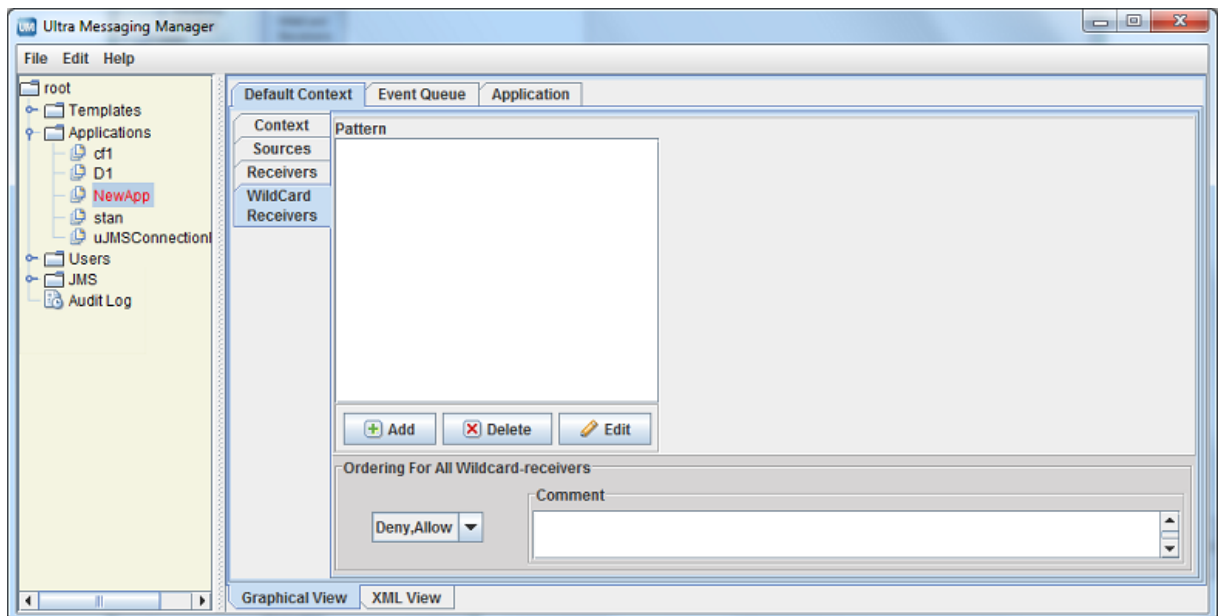 UM Ultra Messaging Manager
File Edit Help
root
Templates
Applications
cf1
D1
NewApp
stan
uJMSConnectionl
Users
JMS
Audit Log
Default Context Event Queue Application
Context
Sources
Receivers
WildCard
Receivers
Pattern
Add Delete Edit
Ordering For All Wildcard-receivers
Deny,Allow
Comment
Graphical View XML View